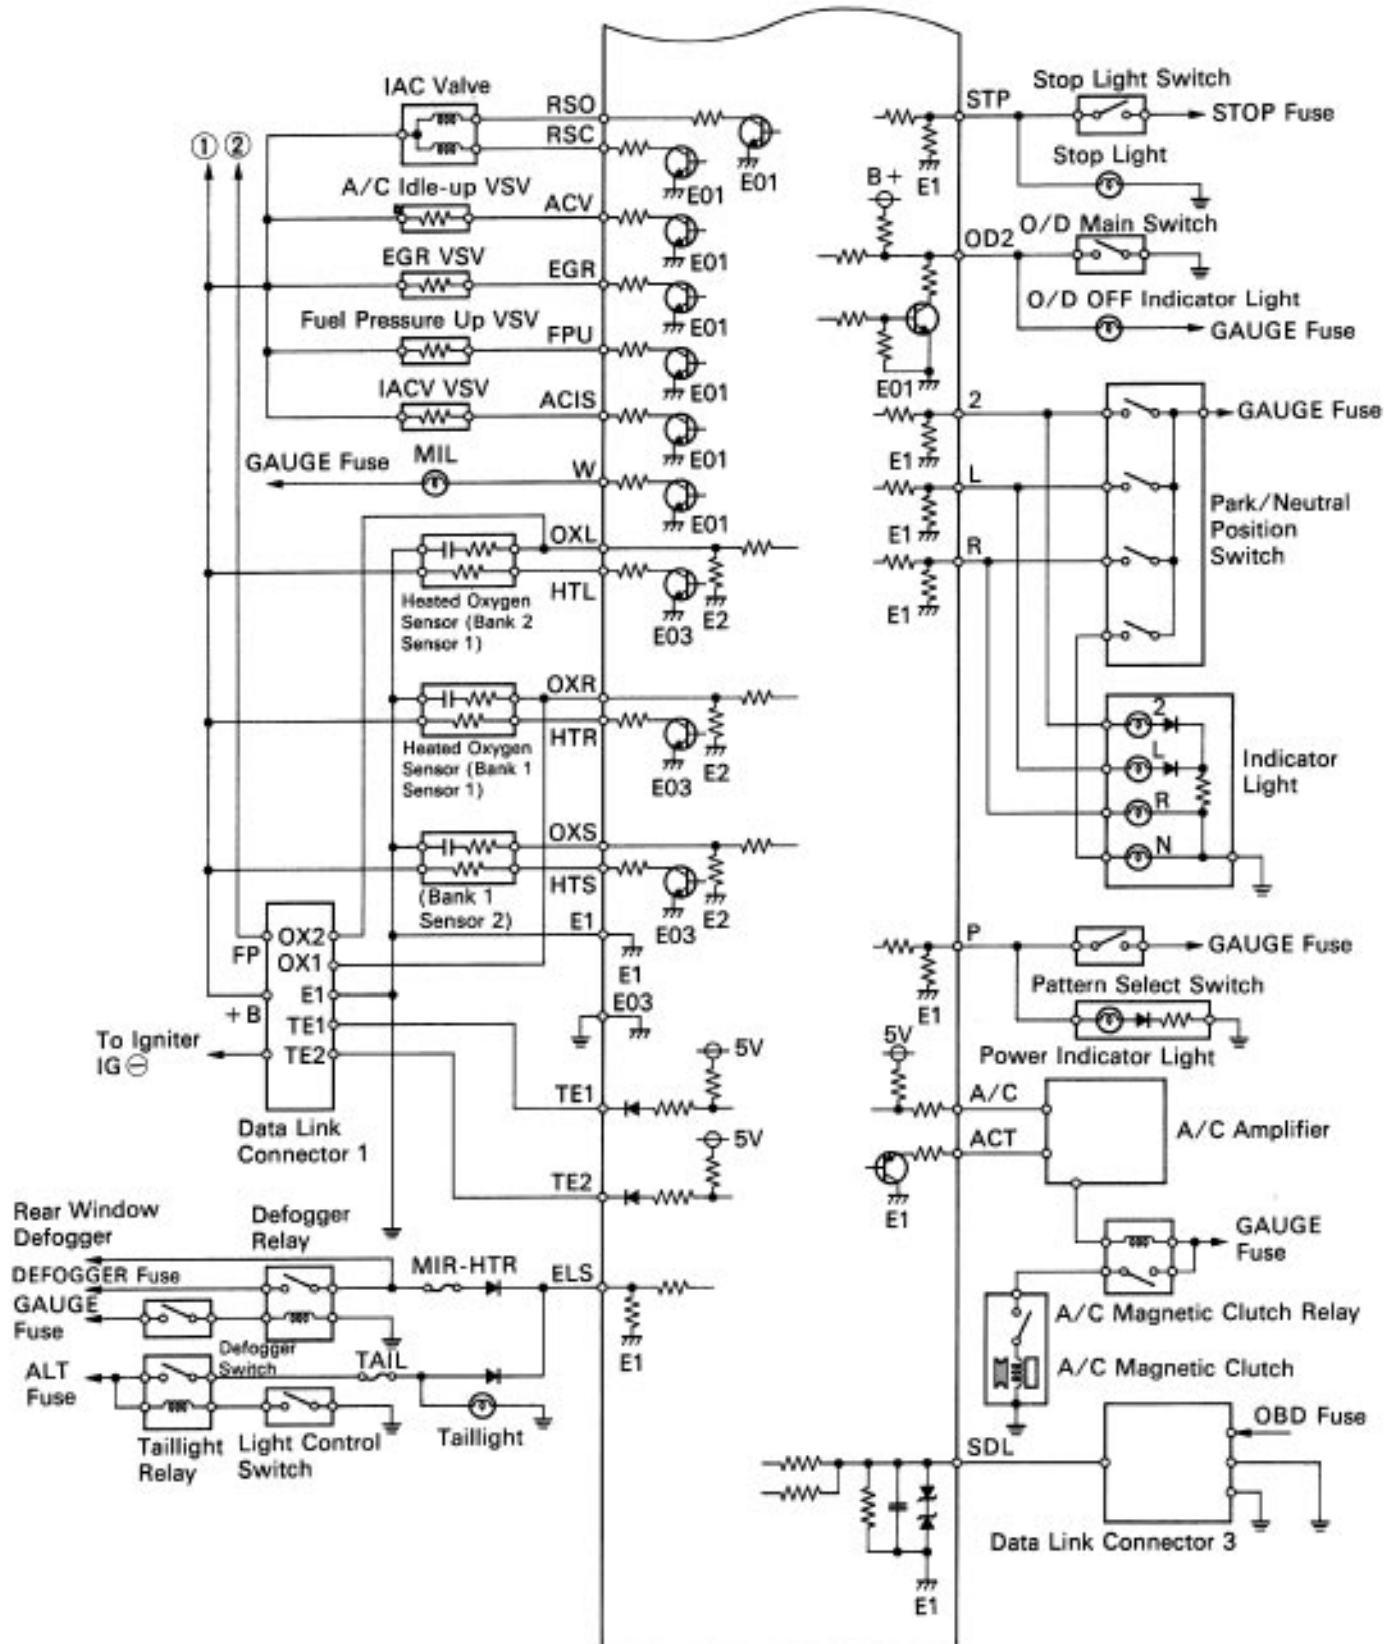 IAC Valve
RSO
RSC
① ②
E01
E01
A/C Idle-up VSV
ACV
E01
EGR VSV
EGR
E01
Fuel Pressure Up VSV
FPU
E01
IACV VSV
ACIS
E01
GAUGE Fuse
MIL
W
E01
OXL
HTL
Heated Oxygen
Sensor (Bank 2
Sensor 1)
E03
E2
OXR
HTR
Heated Oxygen
Sensor (Bank 1
Sensor 1)
E03
E2
OXS
HTS
(Bank 1
Sensor 2)
E03
E2
E1
E1
E03
FP
OX2
OX1
E1
+B
TE1
TE2
To Igniter
IG ⊖
Data Link
Connector 1
TE1
5V
TE2
5V
Rear Window
Defogger
Defogger
Relay
DEFOGGER Fuse
MIR-HTR
ELS
E1
GAUGE
Fuse
Defogger
Switch
ALT
Fuse
TAIL
Taillight
Taillight
Relay
Light Control
Switch
STP
E1
Stop Light Switch
STOP Fuse
Stop Light
B+
OD2
O/D Main Switch
O/D OFF Indicator Light
GAUGE Fuse
E01
2
E1
GAUGE Fuse
L
E1
R
E1
Park/Neutral
Position
Switch
2
L
R
N
Indicator
Light
P
E1
GAUGE Fuse
Pattern Select Switch
Power Indicator Light
5V
A/C
ACT
E1
A/C Amplifier
GAUGE
Fuse
A/C Magnetic Clutch Relay
A/C Magnetic Clutch
SDL
OBD Fuse
Data Link Connector 3
E1